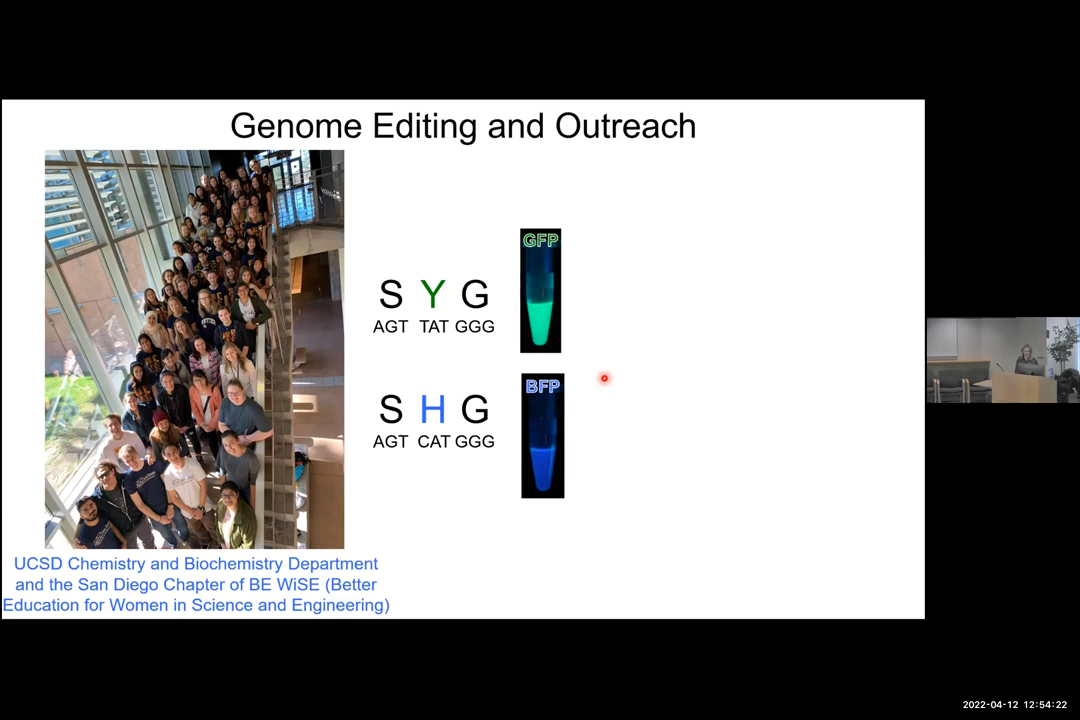 Genome Editing and Outreach
GFP
S Y G
AGT TAT GGG
BFP
S H G
AGT CAT GGG
UCSD Chemistry and Biochemistry Department
and the San Diego Chapter of BE WiSE (Better
Education for Women in Science and Engineering)
2022-04-12 12:54:22